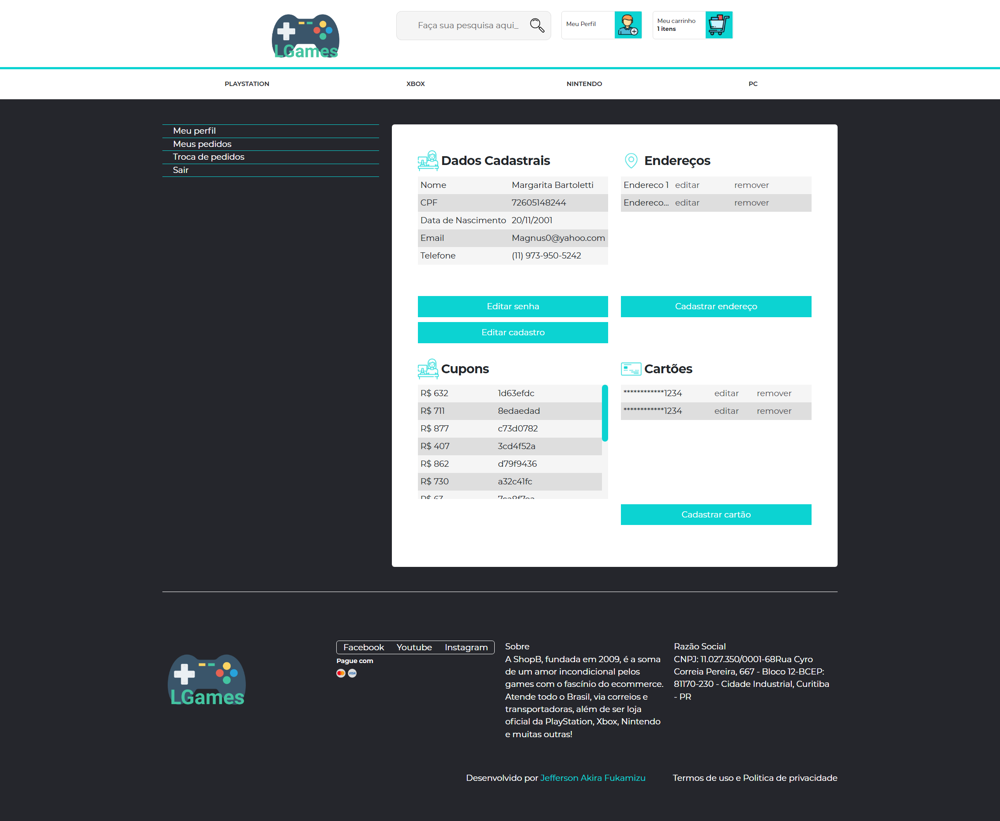 LGames
Faça sua pesquisa aqui_
Meu Perfil
Meu carrinho
1 itens
PLAYSTATION
XBOX
NINTENDO
PC
Meu perfil
Meus pedidos
Troca de pedidos
Sair
Dados Cadastrais
Nome Margarita Bartoletti
CPF 72605148244
Data de Nascimento 20/11/2001
Email Magnus0@yahoo.com
Telefone (11) 973-950-5242
Editar senha
Editar cadastro
Endereços
Endereco 1 editar remover
Endereco... editar remover
Cadastrar endereço
Cupons
R$ 632 1d63efdc
R$ 711 8edaedad
R$ 877 c73d0782
R$ 407 3cd4f52a
R$ 862 d79f9436
R$ 730 a32c41fc
R$ 63
Cartões
************1234 editar remover
************1234 editar remover
Cadastrar cartão
LGames
Facebook Youtube Instagram
Pague com
VISA
Sobre
A ShopB, fundada em 2009, é a soma
de um amor incondicional pelos
games com o fascínio do ecommerce.
Atende todo o Brasil, via correios e
transportadoras, além de ser loja
oficial da PlayStation, Xbox, Nintendo
e muitas outras!
Razão Social
CNPJ: 11.027.350/0001-68Rua Cyro
Correia Pereira, 667 - Bloco 12-BCEP:
81170-230 - Cidade Industrial, Curitiba
- PR
Desenvolvido por Jefferson Akira Fukamizu
Termos de uso e Politica de privacidade